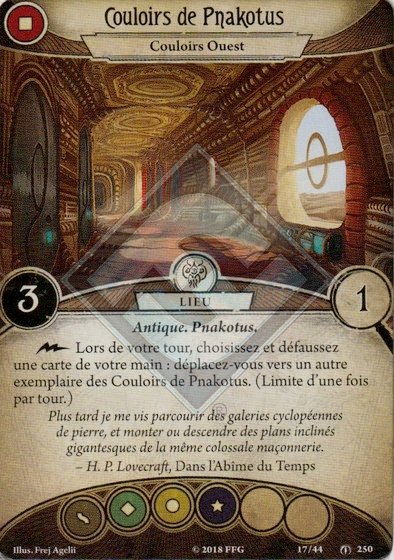 Couloirs de Pnakotus
Couloirs Ouest
3
LIEU
1
Antique. Pnakotus.
Lors de votre tour, choisissez et défaussez
une carte de votre main : déplacez-vous vers un autre
exemplaire des Couloirs de Pnakotus. (Limite d'une fois
par tour.)
Plus tard je me vis parcourir des galeries cyclopéennes
de pierre, et monter ou descendre des plans inclinés
gigantesques de la même colossale maçonnerie.
– H. P. Lovecraft, Dans l'Abîme du Temps
Illus. Frej Agelii © 2018 FFG 17/44 250